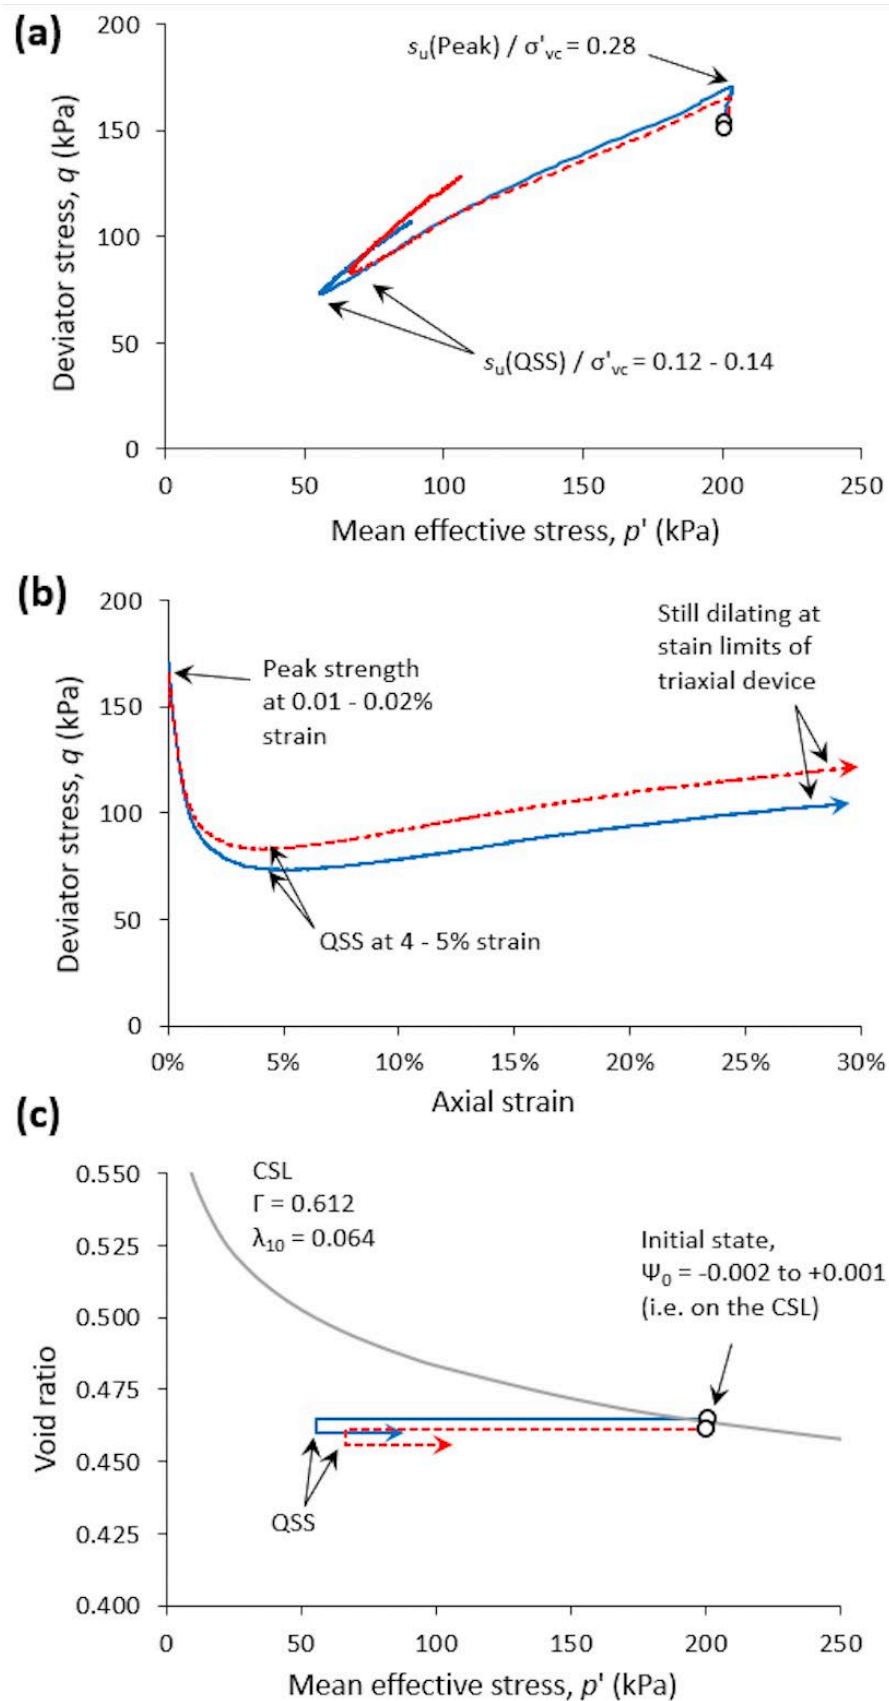 (a)
200
150
100
50
0
Deviator stress, q (kPa)
su(Peak) / σ'vc = 0.28
su(QSS) / σ'vc = 0.12 - 0.14
0 50 100 150 200 250
Mean effective stress, p' (kPa)
(b)
200
150
100
50
0
Deviator stress, q (kPa)
Peak strength
at 0.01 - 0.02%
strain
Still dilating at
stain limits of
triaxial device
QSS at 4 - 5% strain
0% 5% 10% 15% 20% 25% 30%
Axial strain
(c)
0.550
0.525
0.500
0.475
0.450
0.425
0.400
Void ratio
CSL
Γ = 0.612
λ10 = 0.064
Initial state,
Ψ0 = -0.002 to +0.001
(i.e. on the CSL)
QSS
0 50 100 150 200 250
Mean effective stress, p' (kPa)